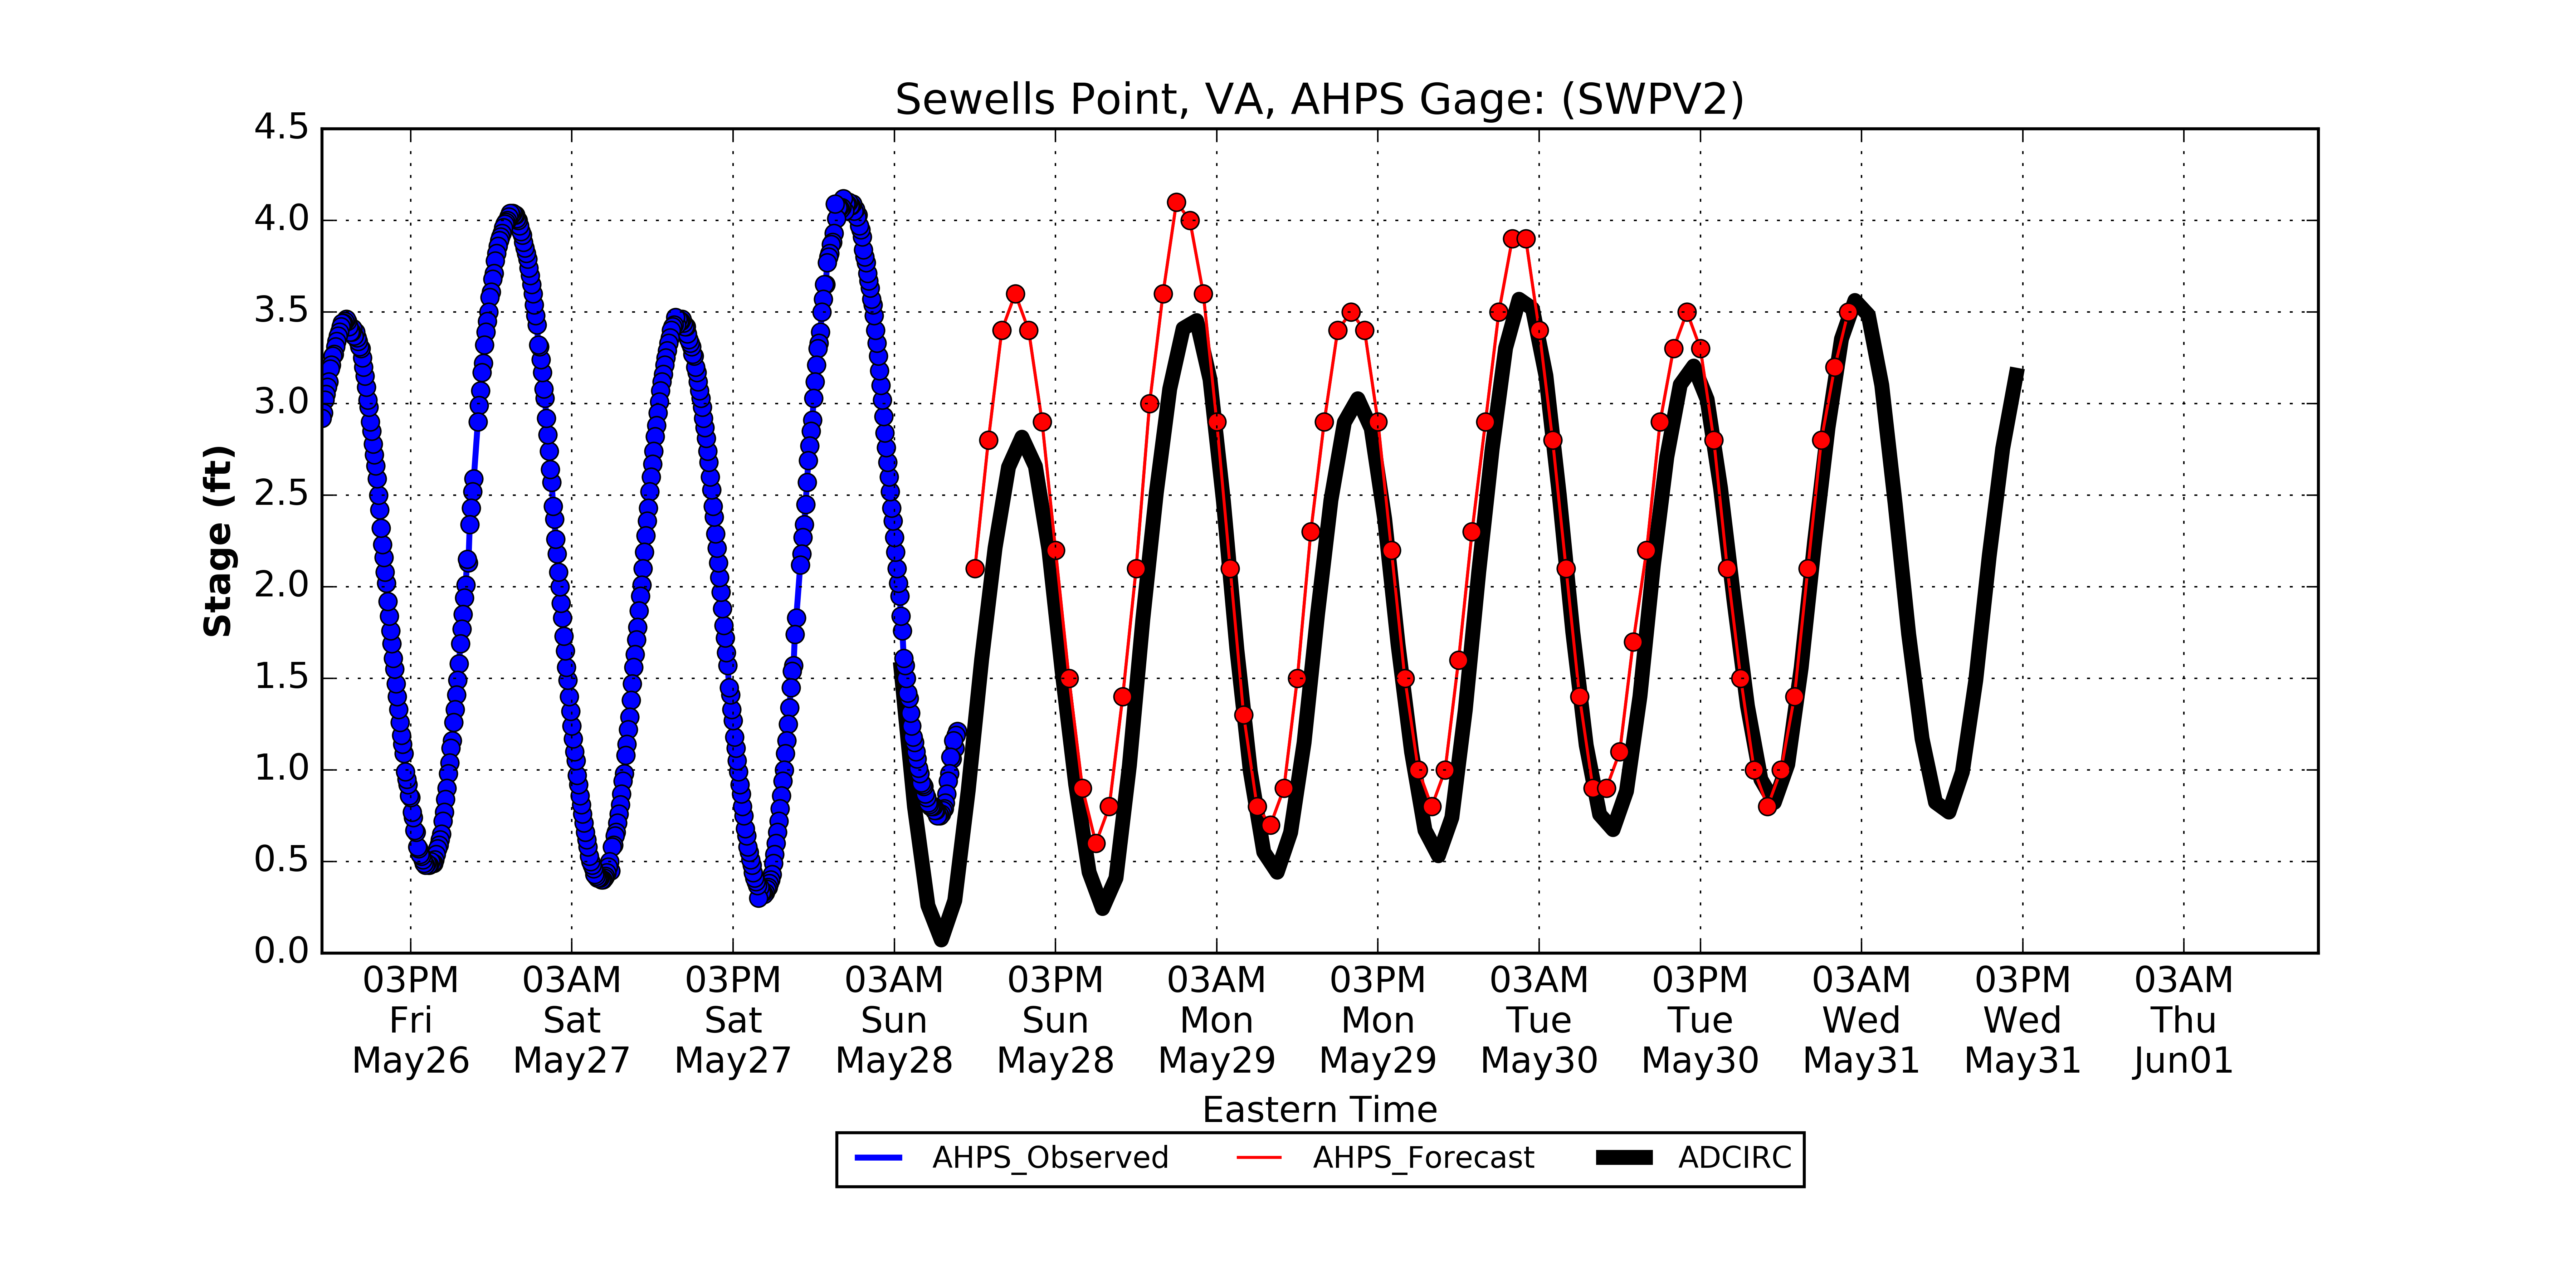 Sewells Point, VA, AHPS Gage: (SWPV2)
4.5
4.0
3.5
3.0
2.5
2.0
1.5
1.0
0.5
0.0
Stage (ft)
03PM 03AM 03PM 03AM 03PM 03AM 03PM 03AM 03PM 03AM 03PM 03AM
Fri Sat Sat Sun Sun Mon Mon Tue Tue Wed Wed Thu
May26 May27 May27 May28 May28 May29 May29 May30 May30 May31 May31 Jun01
Eastern Time
AHPS_Observed AHPS_Forecast ADCIRC